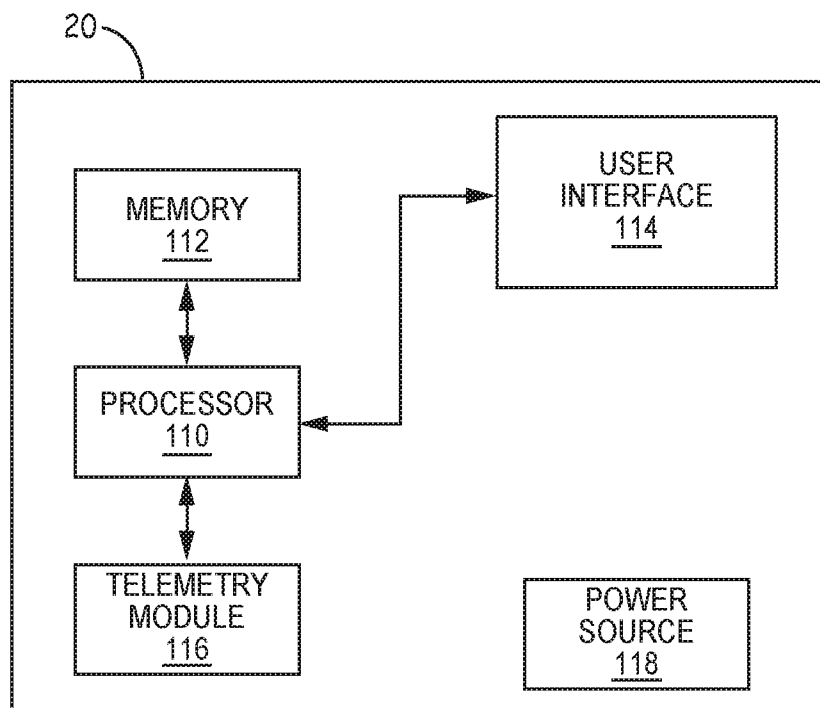 20
MEMORY
112
USER
INTERFACE
114
PROCESSOR
110
TELEMETRY
MODULE
116
POWER
SOURCE
118